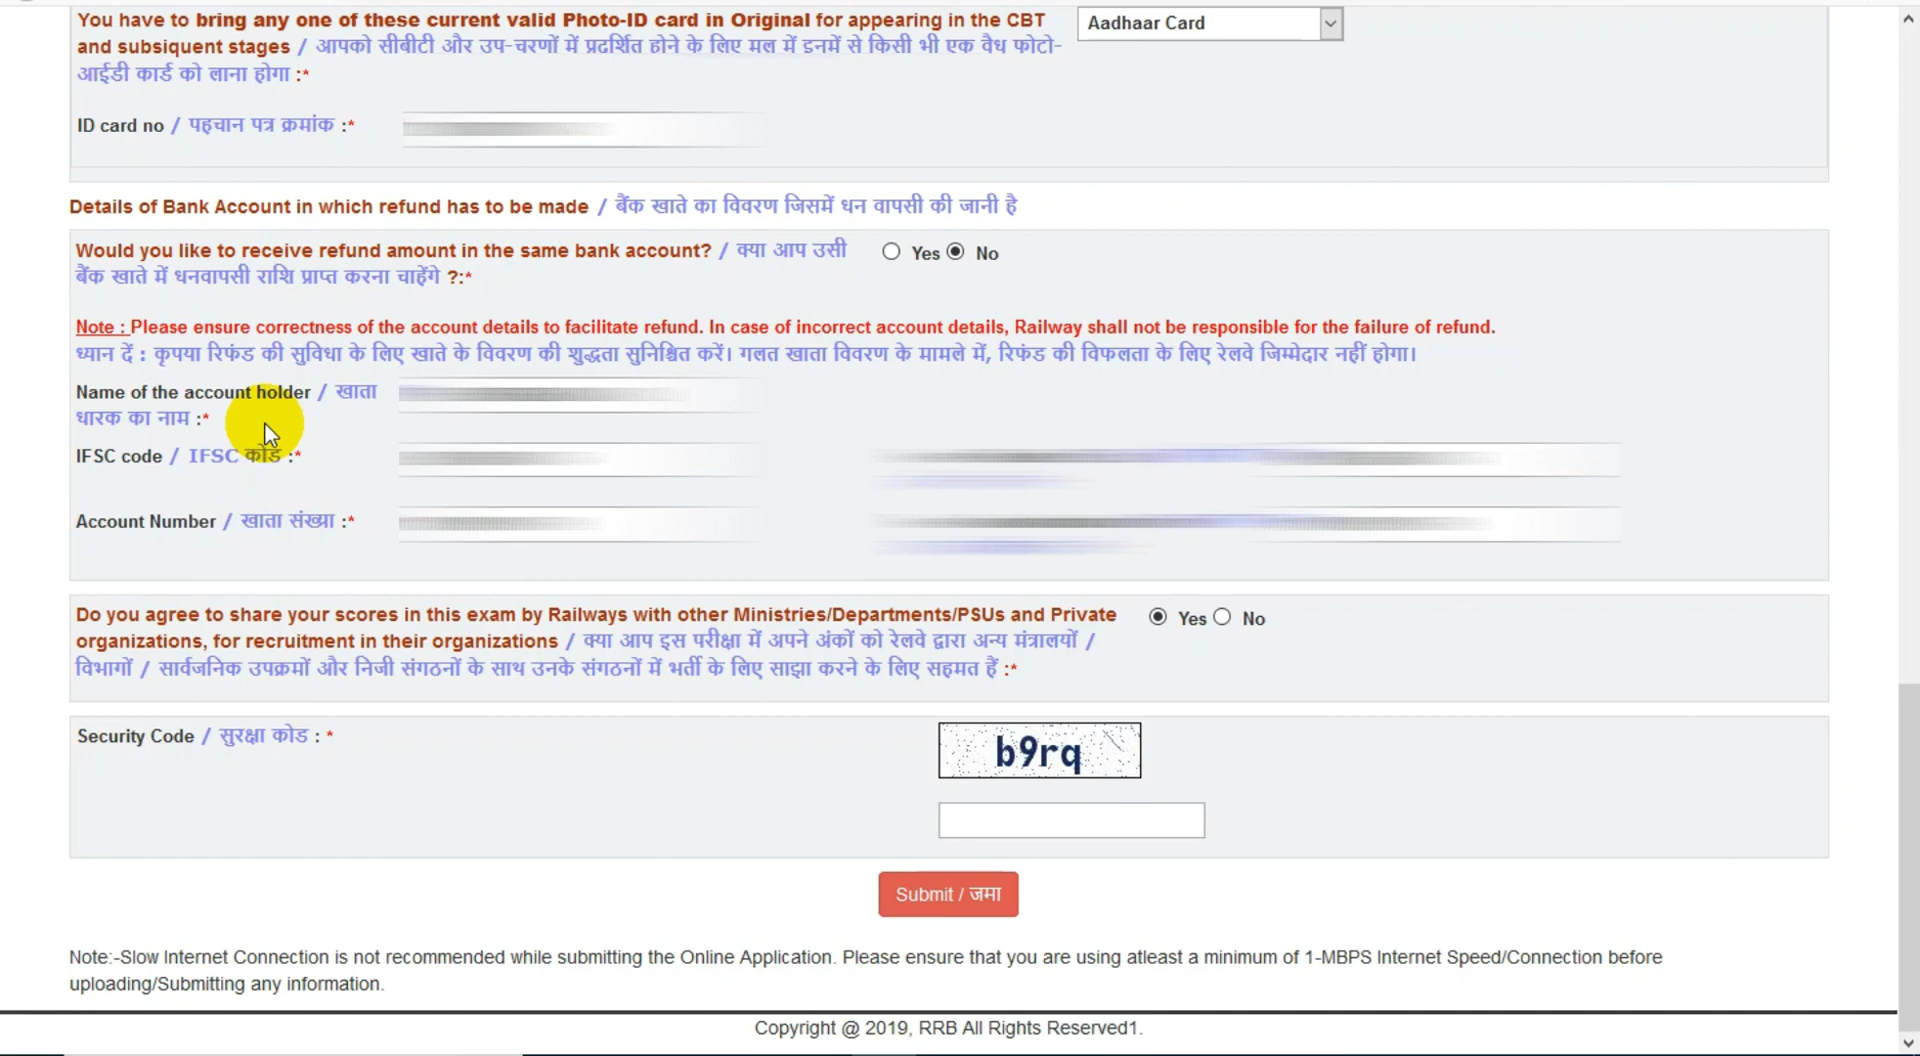 You have to bring any one of these current valid Photo-ID card in Original for appearing in the CBT
and subsiquent stages / आपको सीबीटी और उप-चरणों में प्रदर्शित होने के लिए मल में इनमें से किसी भी एक वैध फोटो-
आईडी कार्ड को लाना होगा :*
Aadhaar Card
ID card no / पहचान पत्र क्रमांक :*
Details of Bank Account in which refund has to be made / बैंक खाते का विवरण जिसमें धन वापसी की जानी है
Would you like to receive refund amount in the same bank account? / क्या आप उसी
बैंक खाते में धनवापसी राशि प्राप्त करना चाहेंगे ?:*
Yes No
Note : Please ensure correctness of the account details to facilitate refund. In case of incorrect account details, Railway shall not be responsible for the failure of refund.
ध्यान दें : कृपया रिफंड की सुविधा के लिए खाते के विवरण की शुद्धता सुनिश्चित करें। गलत खाता विवरण के मामले में, रिफंड की विफलता के लिए रेलवे जिम्मेदार नहीं होगा।
Name of the account holder / खाता
धारक का नाम :*
IFSC code / IFSC कोड :*
Account Number / खाता संख्या :*
Do you agree to share your scores in this exam by Railways with other Ministries/Departments/PSUs and Private
organizations, for recruitment in their organizations / क्या आप इस परीक्षा में अपने अंकों को रेलवे द्वारा अन्य मंत्रालयों /
विभागों / सार्वजनिक उपक्रमों और निजी संगठनों के साथ उनके संगठनों में भर्ती के लिए साझा करने के लिए सहमत हैं :*
Yes No
Security Code / सुरक्षा कोड : *
b9rq
Submit / जमा
Note:-Slow Internet Connection is not recommended while submitting the Online Application. Please ensure that you are using atleast a minimum of 1-MBPS Internet Speed/Connection before
uploading/Submitting any information.
Copyright @ 2019, RRB All Rights Reserved1.